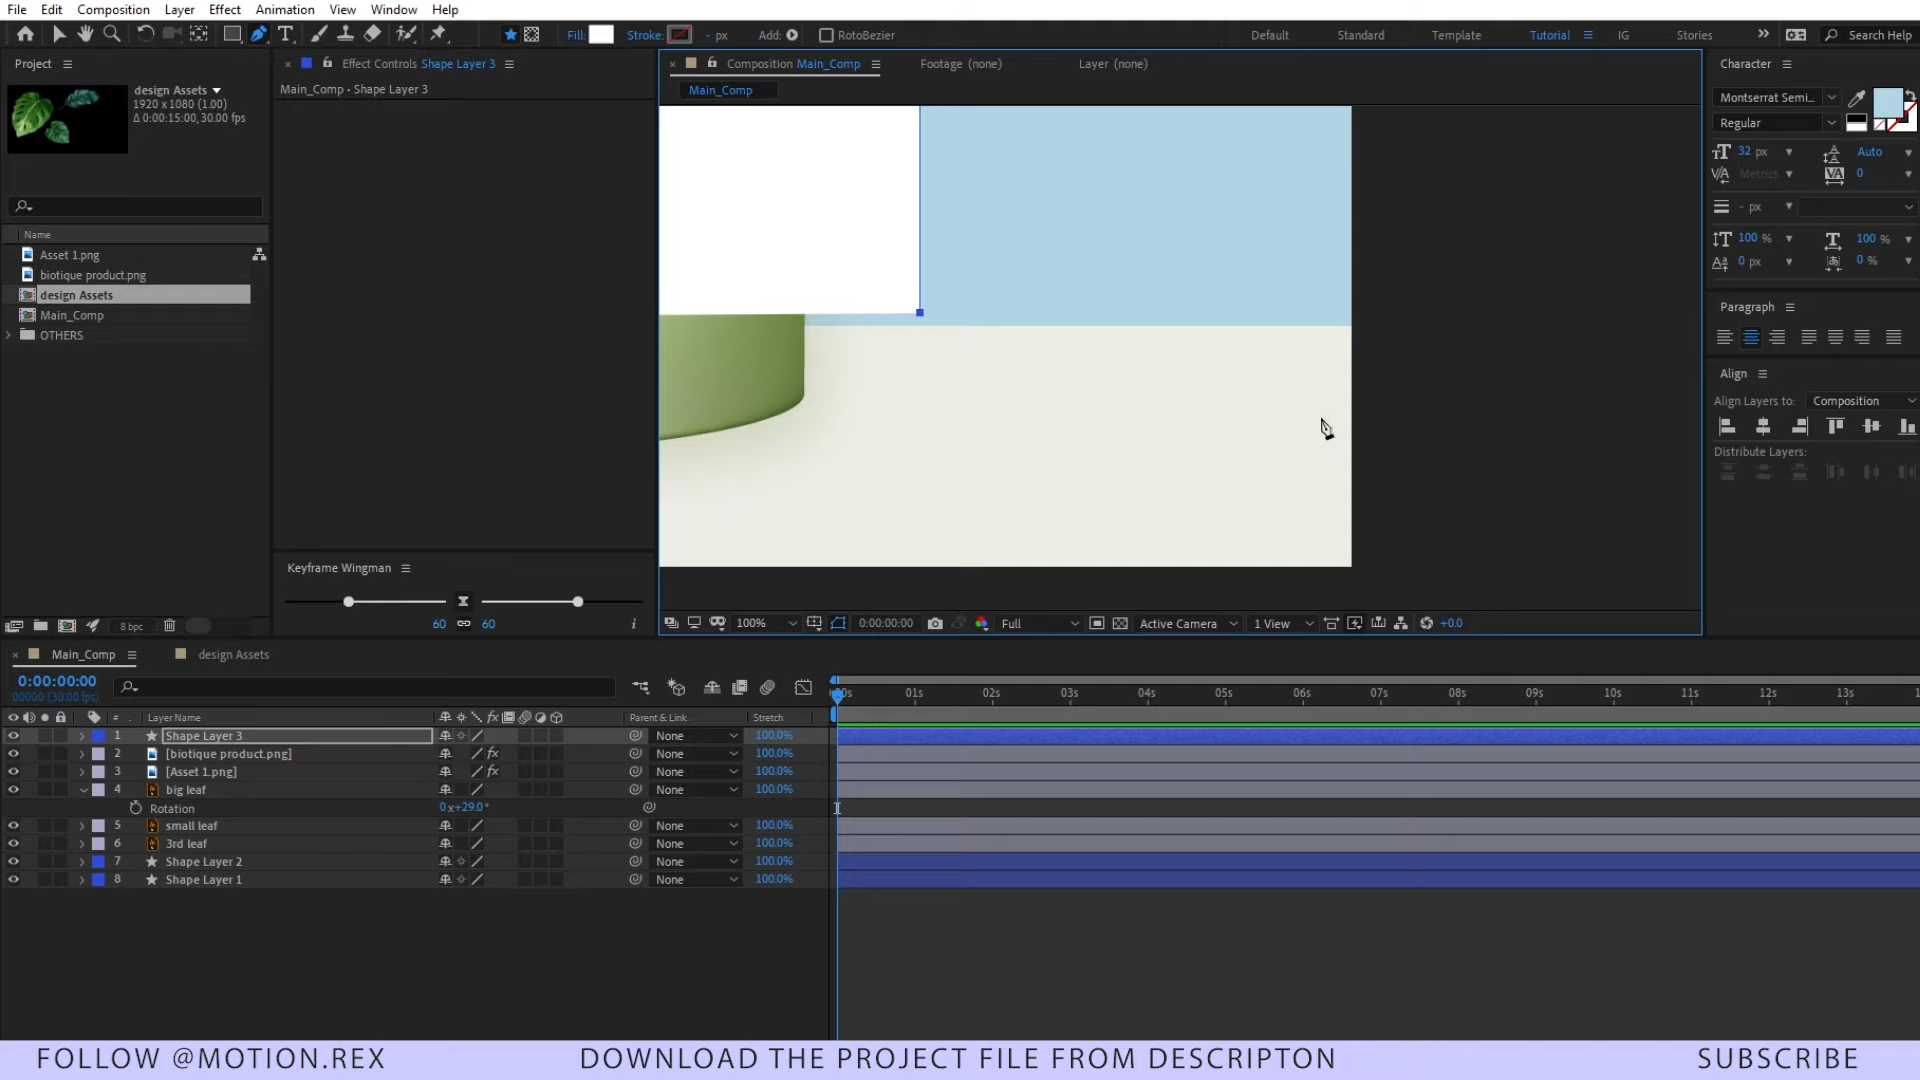 File Edit Composition Layer Effect Animation View Window Help
Fill: Stroke: - px Add: RotoBezier Default Standard Template Tutorial IG Stories Search Help
Project
design Assets
1920 x 1080 (1.00)
Δ 0:00:15:00, 30.00 fps
Name
Asset 1.png
biotique product.png
design Assets
Main_Comp
OTHERS
8 bpc
Effect Controls Shape Layer 3
Main_Comp • Shape Layer 3
Keyframe Wingman
60 60 i
Composition Main_Comp Footage (none) Layer (none)
Main_Comp
100% 0:00:00:00 Full Active Camera 1 View +0.0
Character
Montserrat Semi...
Regular
32 px Auto
Metrics 0
- px
100 % 100 %
0 px 0 %
Paragraph
Align
Align Layers to: Composition
Distribute Layers:
Main_Comp design Assets
0:00:00:00
00000 (30.00 fps)
01s 02s 03s 04s 05s 06s 07s 08s 09s 10s 11s 12s 13s
# . Layer Name Parent & Link Stretch
1 Shape Layer 3 None 100.0%
2 [biotique product.png] None 100.0%
3 [Asset 1.png] None 100.0%
4 big leaf None 100.0%
Rotation 0 x+29.0°
5 small leaf None 100.0%
6 3rd leaf None 100.0%
7 Shape Layer 2 None 100.0%
8 Shape Layer 1 None 100.0%
FOLLOW @MOTION.REX DOWNLOAD THE PROJECT FILE FROM DESCRIPTON SUBSCRIBE